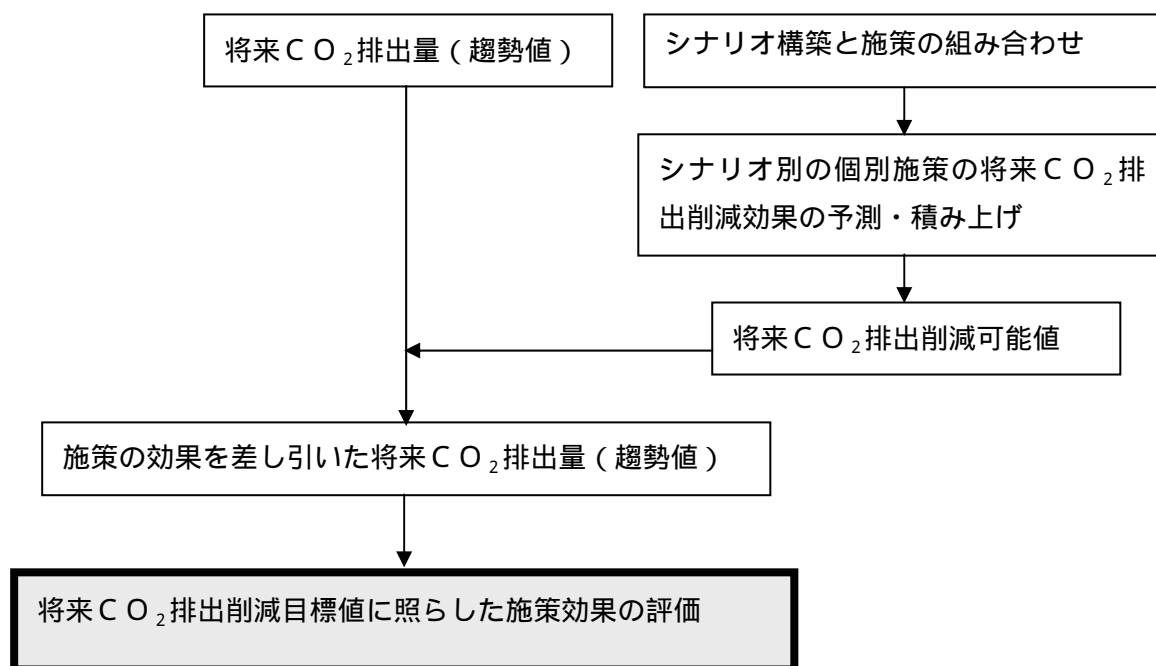 将来ＣＯ₂排出量（趨勢値）
シナリオ構築と施策の組み合わせ
シナリオ別の個別施策の将来ＣＯ₂排
出削減効果の予測・積み上げ
将来ＣＯ₂排出削減可能値
施策の効果を差し引いた将来ＣＯ₂排出量（趨勢値）
将来ＣＯ₂排出削減目標値に照らした施策効果の評価